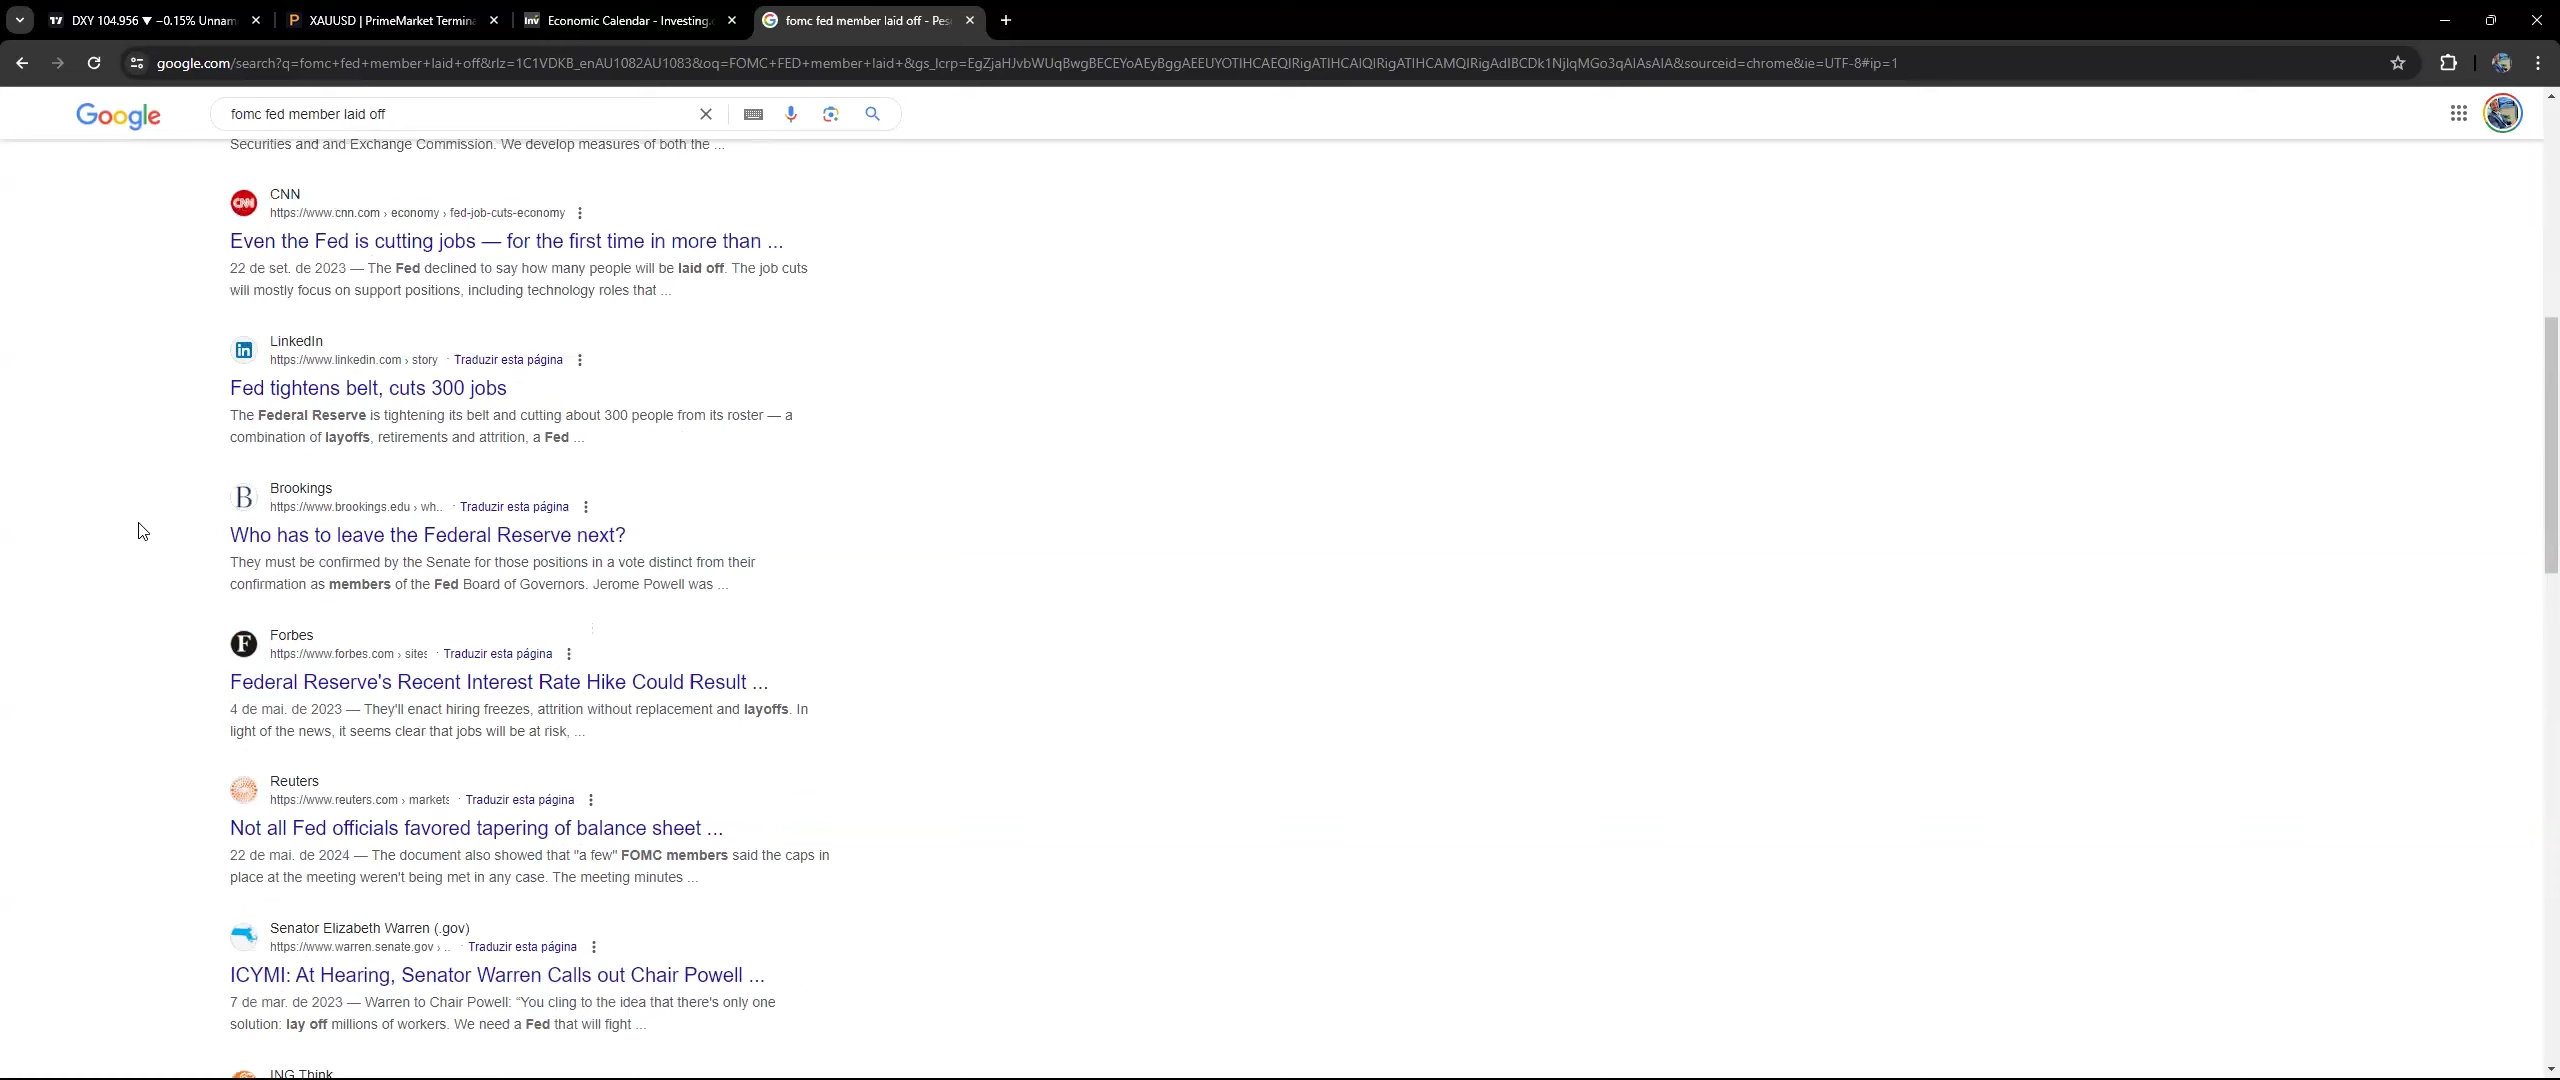 DXY 104.956 ▼ −0.15% Unnam
XAUUSD | PrimeMarket Termina
Economic Calendar - Investing.
fomc fed member laid off - Pes
google.com/search?q=fomc+fed+member+laid+off&rlz=1C1VDKB_enAU1082AU1083&oq=FOMC+FED+member+laid+&gs_lcrp=EgZjaHJvbWUqBwgBECEYoAEyBggAEEUYOTIHCAEQIRigATIHCAIQIRigATIHCAMQIRigAdIBCDk1NjlqMGo3qAIAsAIA&sourceid=chrome&ie=UTF-8#ip=1
Google
fomc fed member laid off
Securities and and Exchange Commission. We develop measures of both the ...
CNN
https://www.cnn.com › economy › fed-job-cuts-economy
Even the Fed is cutting jobs — for the first time in more than ...
22 de set. de 2023 — The Fed declined to say how many people will be laid off. The job cuts
will mostly focus on support positions, including technology roles that ...
LinkedIn
https://www.linkedin.com › story · Traduzir esta página
Fed tightens belt, cuts 300 jobs
The Federal Reserve is tightening its belt and cutting about 300 people from its roster — a
combination of layoffs, retirements and attrition, a Fed ...
Brookings
https://www.brookings.edu › wh.. · Traduzir esta página
Who has to leave the Federal Reserve next?
They must be confirmed by the Senate for those positions in a vote distinct from their
confirmation as members of the Fed Board of Governors. Jerome Powell was ...
Forbes
https://www.forbes.com › sites · Traduzir esta página
Federal Reserve's Recent Interest Rate Hike Could Result ...
4 de mai. de 2023 — They'll enact hiring freezes, attrition without replacement and layoffs. In
light of the news, it seems clear that jobs will be at risk, ...
Reuters
https://www.reuters.com › markets · Traduzir esta página
Not all Fed officials favored tapering of balance sheet ...
22 de mai. de 2024 — The document also showed that "a few" FOMC members said the caps in
place at the meeting weren't being met in any case. The meeting minutes ...
Senator Elizabeth Warren (.gov)
https://www.warren.senate.gov › .. · Traduzir esta página
ICYMI: At Hearing, Senator Warren Calls out Chair Powell ...
7 de mar. de 2023 — Warren to Chair Powell: “You cling to the idea that there's only one
solution: lay off millions of workers. We need a Fed that will fight ...
ING Think